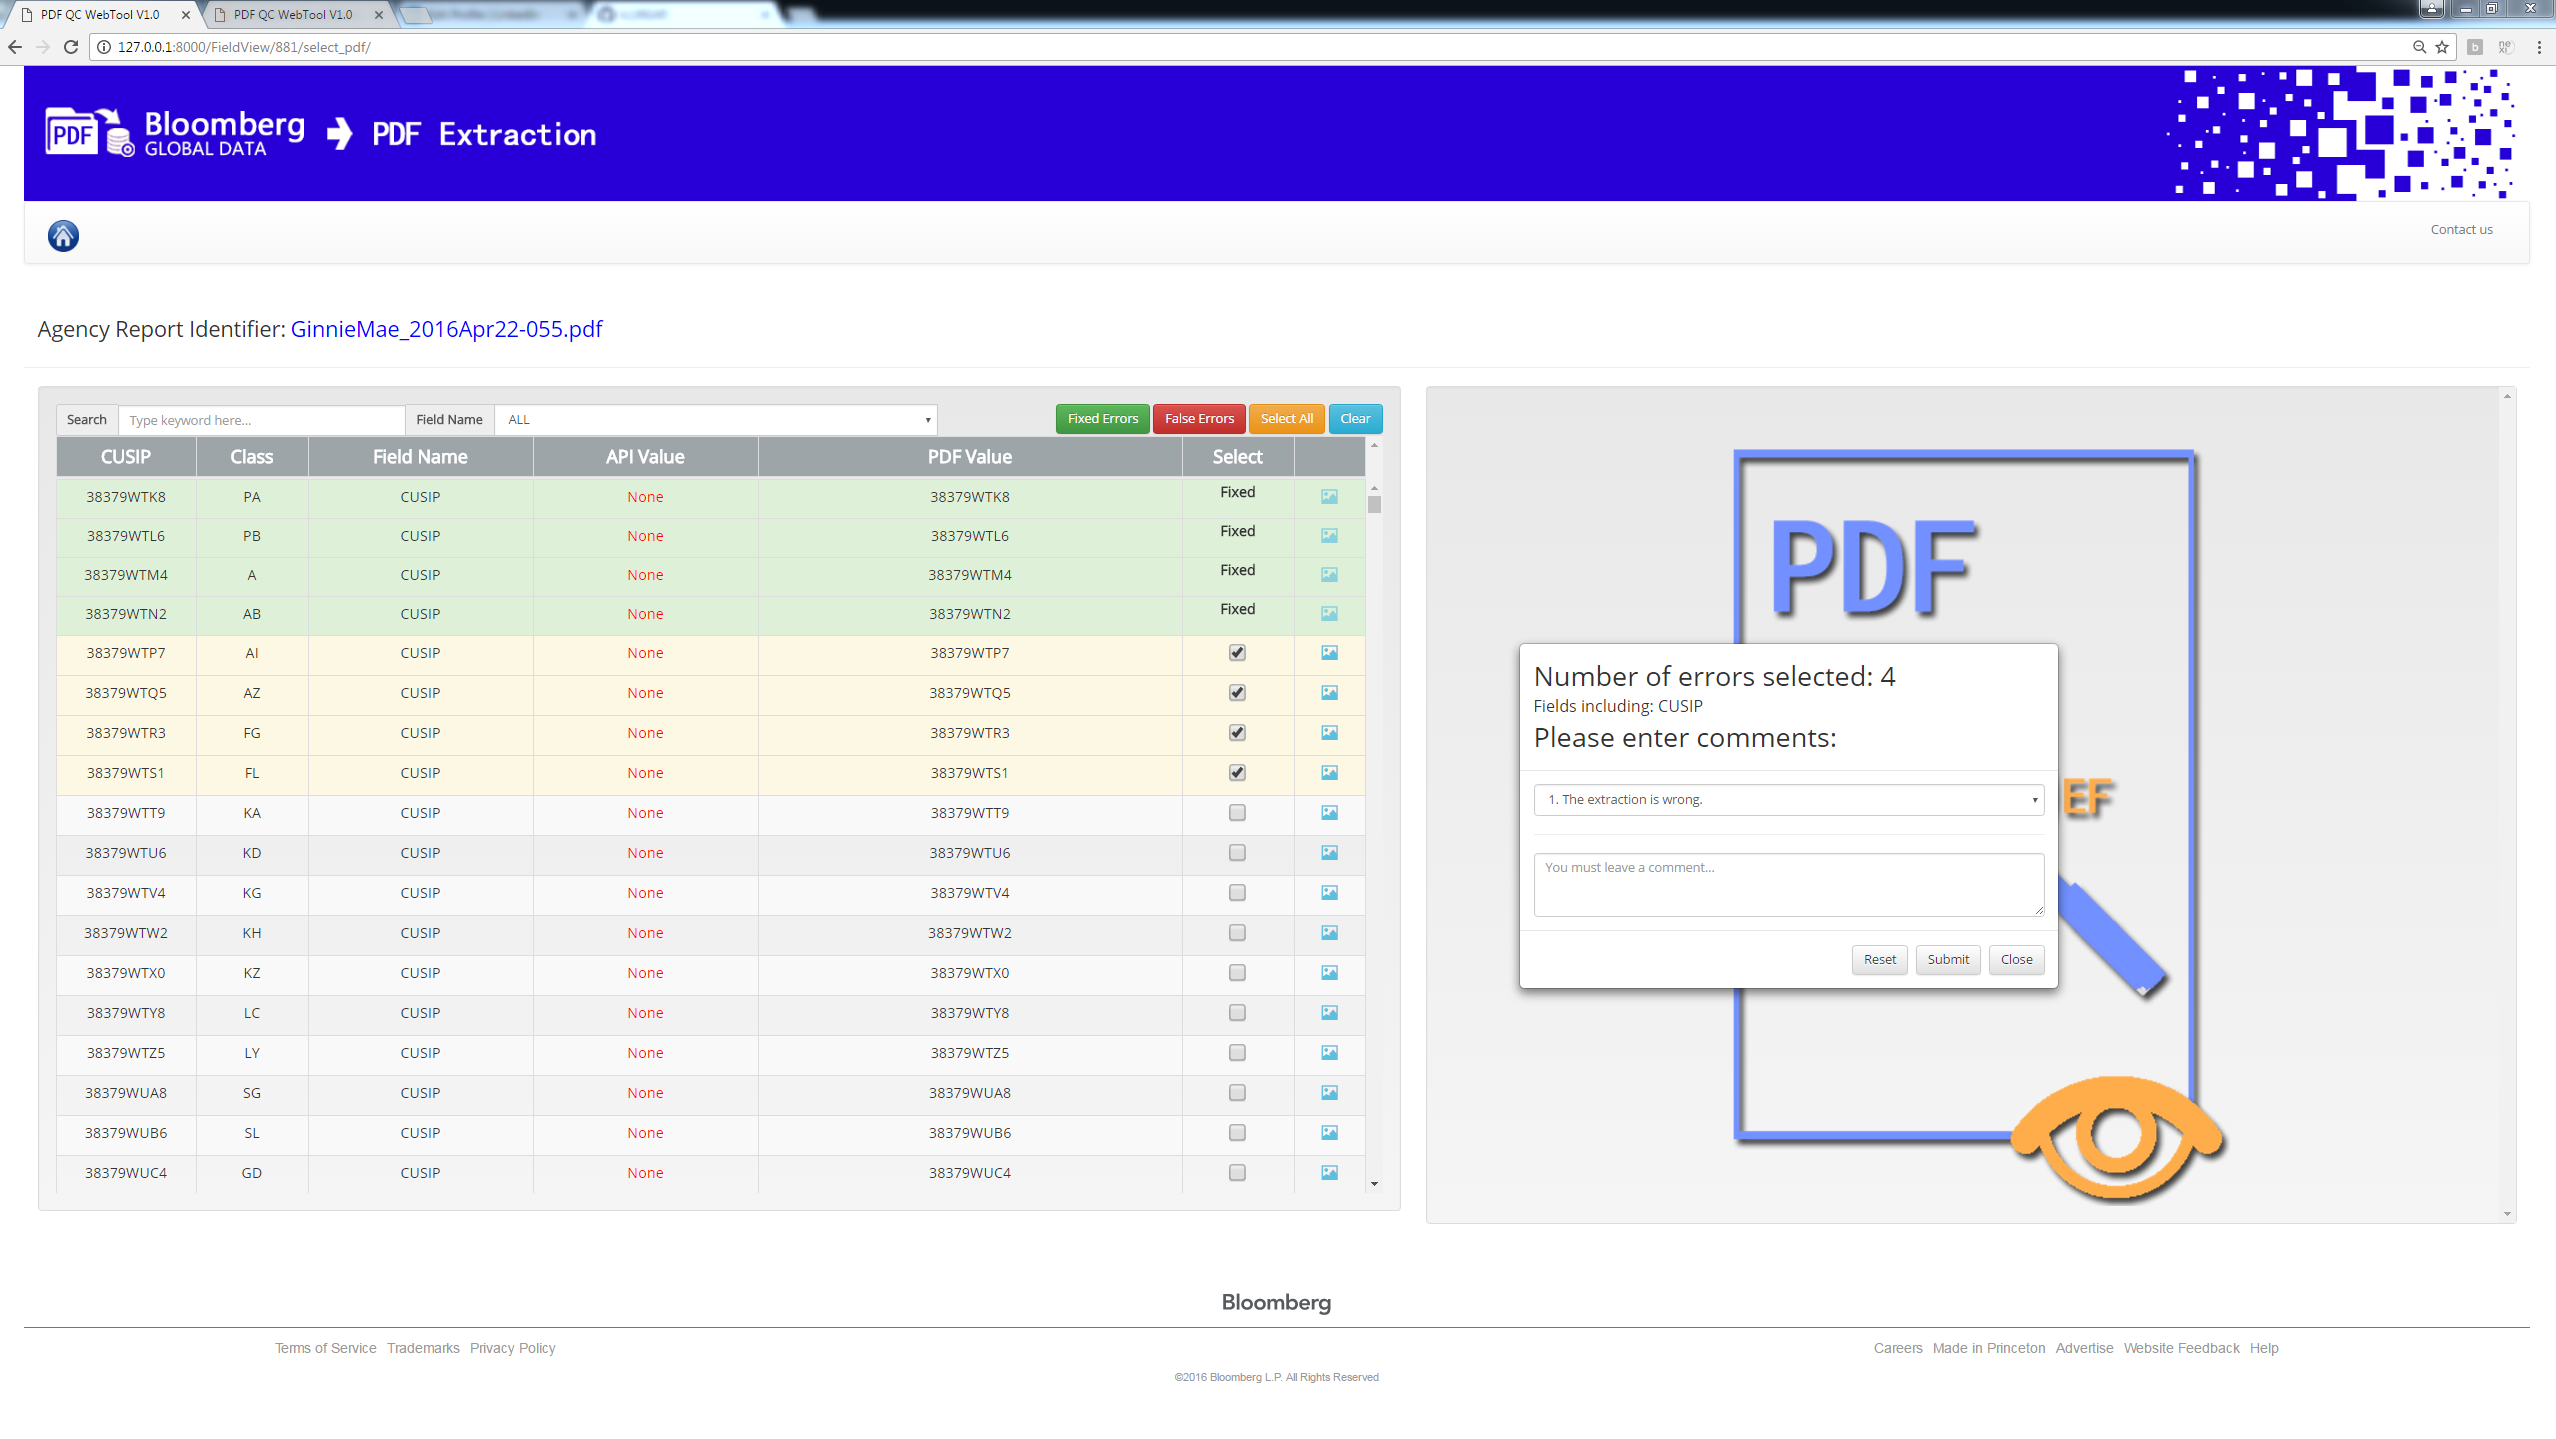 PDF QC WebTool V1.0
PDF QC WebTool V1.0
127.0.0.1:8000/FieldView/881/select_pdf/
PDF Bloomberg GLOBAL DATA PDF Extraction
Contact us
Agency Report Identifier: GinnieMae_2016Apr22-055.pdf
Search Type keyword here... Field Name ALL Fixed Errors False Errors Select All Clear
CUSIP Class Field Name API Value PDF Value Select
38379WTK8 PA CUSIP None 38379WTK8 Fixed
38379WTL6 PB CUSIP None 38379WTL6 Fixed
38379WTM4 A CUSIP None 38379WTM4 Fixed
38379WTN2 AB CUSIP None 38379WTN2 Fixed
38379WTP7 AI CUSIP None 38379WTP7
38379WTQ5 AZ CUSIP None 38379WTQ5
38379WTR3 FG CUSIP None 38379WTR3
38379WTS1 FL CUSIP None 38379WTS1
38379WTT9 KA CUSIP None 38379WTT9
38379WTU6 KD CUSIP None 38379WTU6
38379WTV4 KG CUSIP None 38379WTV4
38379WTW2 KH CUSIP None 38379WTW2
38379WTX0 KZ CUSIP None 38379WTX0
38379WTY8 LC CUSIP None 38379WTY8
38379WTZ5 LY CUSIP None 38379WTZ5
38379WUA8 SG CUSIP None 38379WUA8
38379WUB6 SL CUSIP None 38379WUB6
38379WUC4 GD CUSIP None 38379WUC4
PDF
EF
Number of errors selected: 4
Fields including: CUSIP
Please enter comments:
1. The extraction is wrong.
You must leave a comment...
Reset Submit Close
Bloomberg
Terms of Service Trademarks Privacy Policy Careers Made in Princeton Advertise Website Feedback Help
©2016 Bloomberg L.P. All Rights Reserved